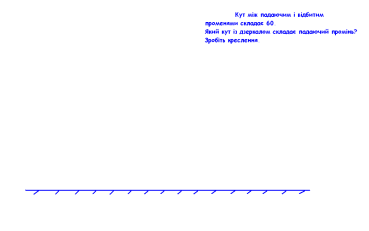 Кут між падаючим і відбитим
променями складає 60
Який кут із дзеркалом складає падаючий промінь?
Зробіть креслення